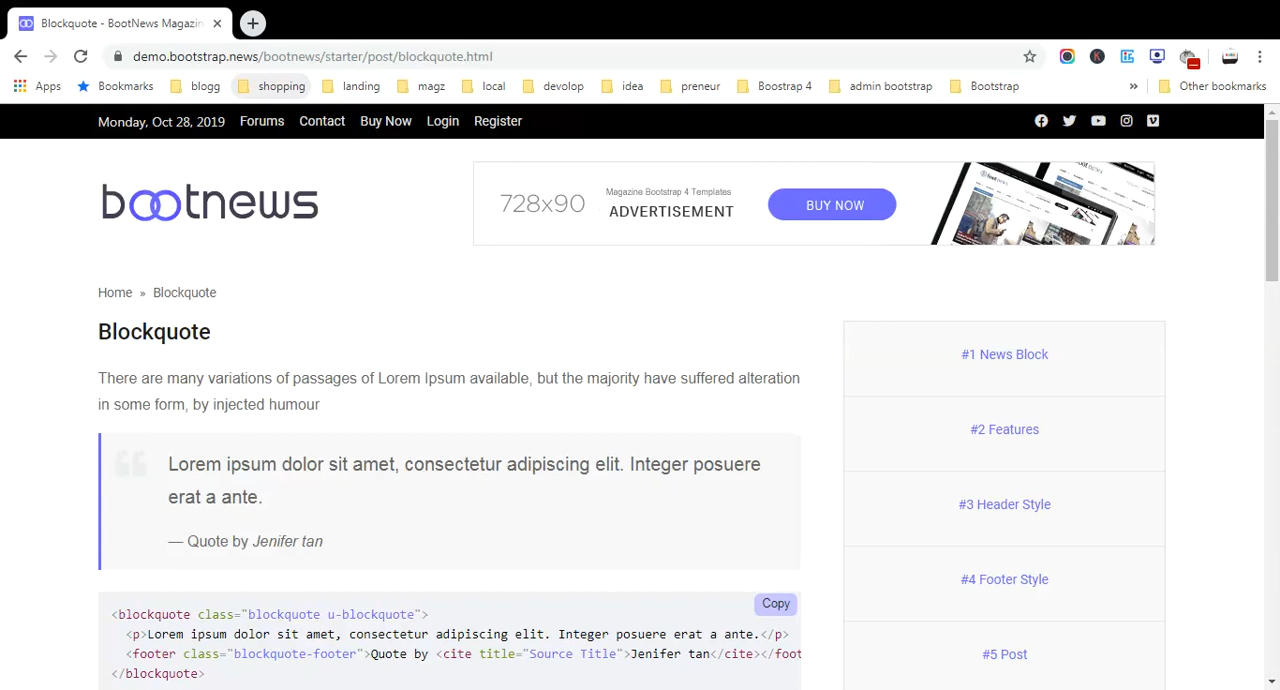 Blockquote - BootNews Magazin
demo.bootstrap.news/bootnews/starter/post/blockquote.html
Apps Bookmarks blogg shopping landing magz local devolop idea preneur Boostrap 4 admin bootstrap Bootstrap » Other bookmarks
Monday, Oct 28, 2019 Forums Contact Buy Now Login Register
bootnews
728x90 Magazine Bootstrap 4 Templates
ADVERTISEMENT BUY NOW
Home » Blockquote
Blockquote
There are many variations of passages of Lorem Ipsum available, but the majority have suffered alteration
in some form, by injected humour
Lorem ipsum dolor sit amet, consectetur adipiscing elit. Integer posuere
erat a ante.
— Quote by Jenifer tan
Copy
<blockquote class="blockquote u-blockquote">
<p>Lorem ipsum dolor sit amet, consectetur adipiscing elit. Integer posuere erat a ante.</p>
<footer class="blockquote-footer">Quote by <cite title="Source Title">Jenifer tan</cite></foot
</blockquote>
#1 News Block
#2 Features
#3 Header Style
#4 Footer Style
#5 Post